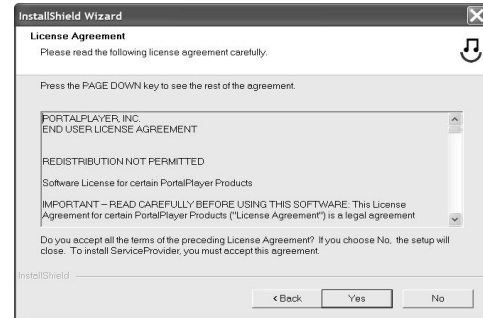 InstallShield Wizard
License Agreement
Please read the following license agreement carefully.
Press the PAGE DOWN key to see the rest of the agreement.
PORTALPLAYER, INC.
END USER LICENSE AGREEMENT
REDISTRIBUTION NOT PERMITTED
Software License for certain PortalPlayer Products
IMPORTANT – READ CAREFULLY BEFORE USING THIS SOFTWARE: This License
Agreement for certain PortalPlayer Products ("License Agreement") is a legal agreement
Do you accept all the terms of the preceding License Agreement? If you choose No, the setup will
close. To install ServiceProvider, you must accept this agreement.
InstallShield
< Back Yes No